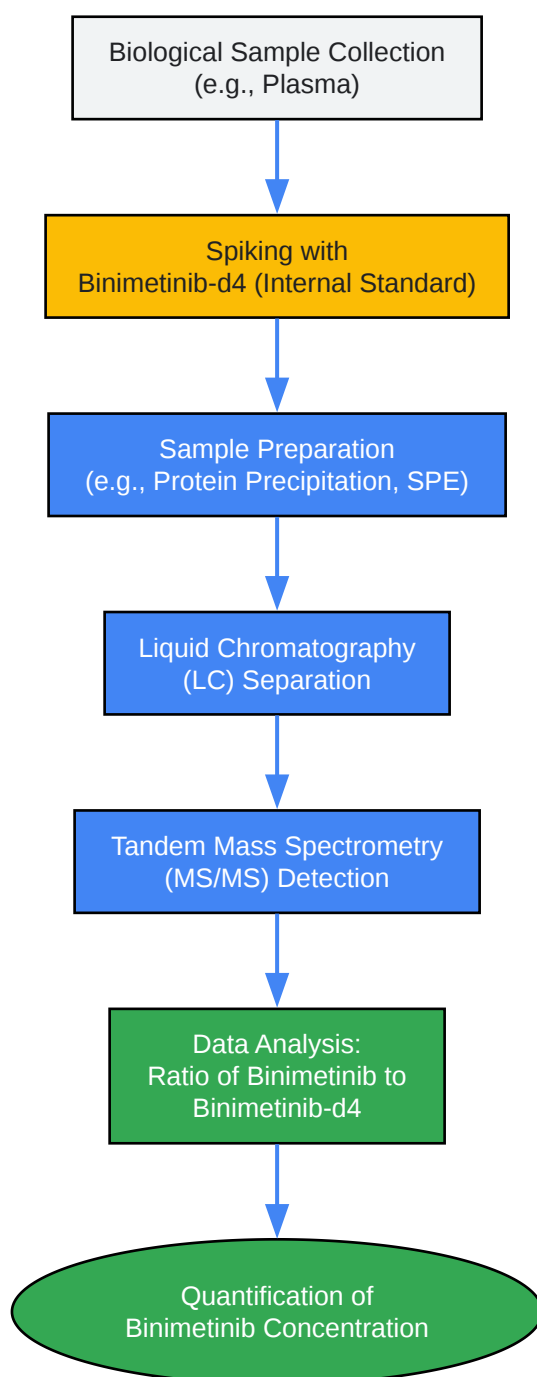 Biological Sample Collection
(e.g., Plasma)
Spiking with
Binimetinib-d4 (Internal Standard)
Sample Preparation
(e.g., Protein Precipitation, SPE)
Liquid Chromatography
(LC) Separation
Tandem Mass Spectrometry
(MS/MS) Detection
Data Analysis:
Ratio of Binimetinib to
Binimetinib-d4
Quantification of
Binimetinib Concentration